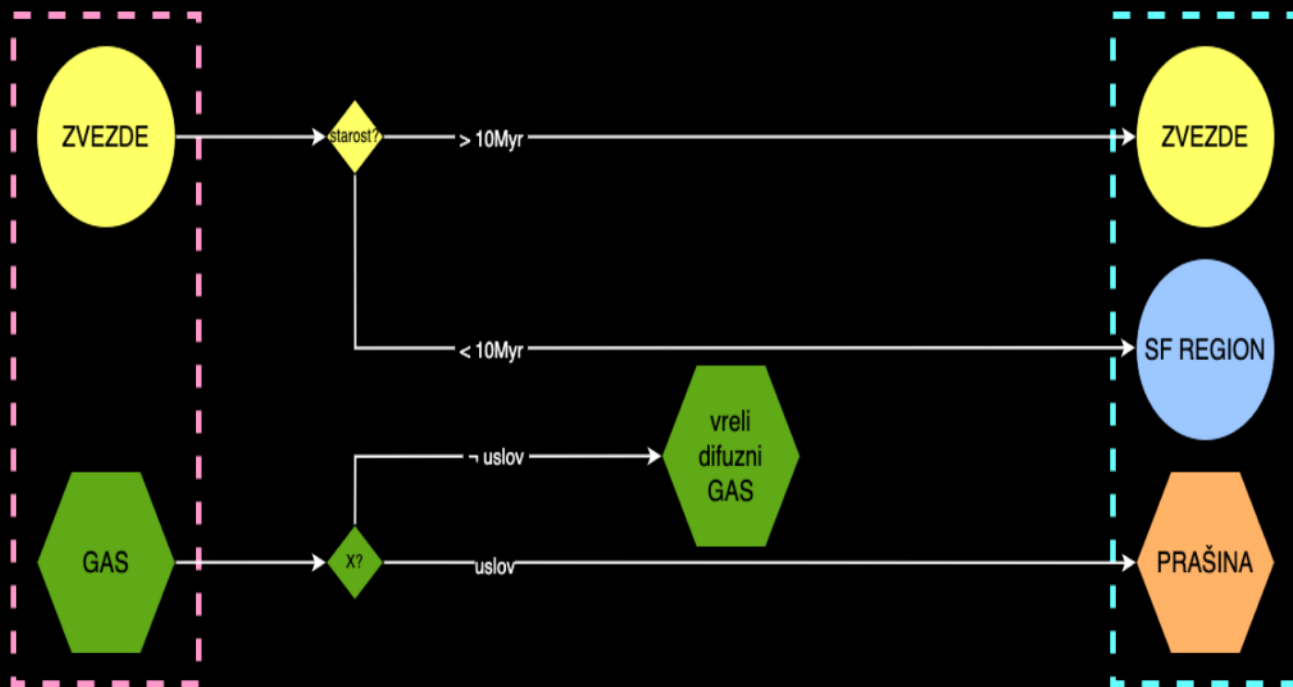 ZVEZDE
starost?
> 10Myr
ZVEZDE
< 10Myr
SF REGION
vreli
difuzni
GAS
¬ uslov
GAS
X?
uslov
PRAŠINA